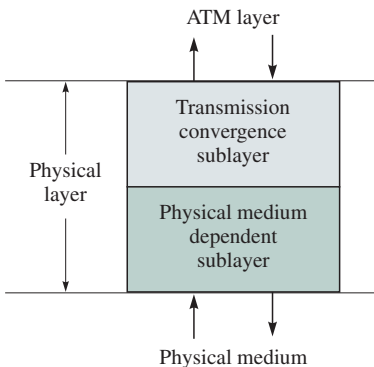 ATM layer
Transmission
convergence
sublayer
Physical
layer
Physical medium
dependent
sublayer
Physical medium